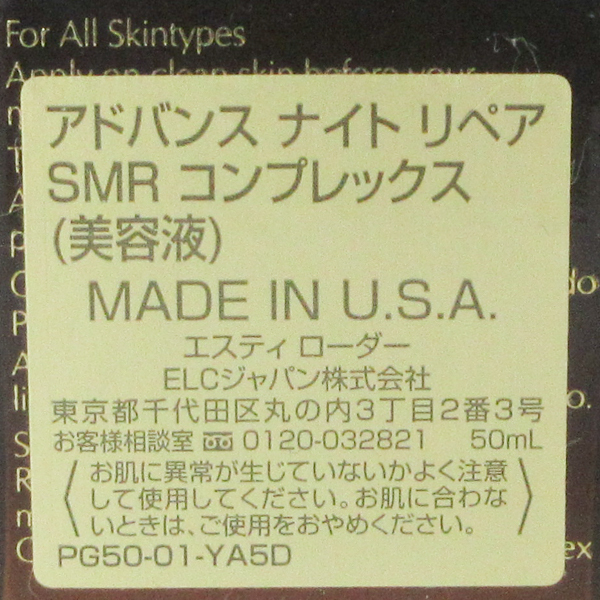 For All Skintypes
Apply on clean skin before your
アドバンス ナイト リペア
SMR コンプレックス
(美容液)
MADE IN U.S.A.
エスティ ローダー
ELCジャパン株式会社
東京都千代田区丸の内3丁目2番3号
お客様相談室 0120-032821 50mL
〈お肌に異常が生じていないかよく注意
して使用してください。お肌に合わな
いときは、ご使用をおやめください。〉
PG50-01-YA5D